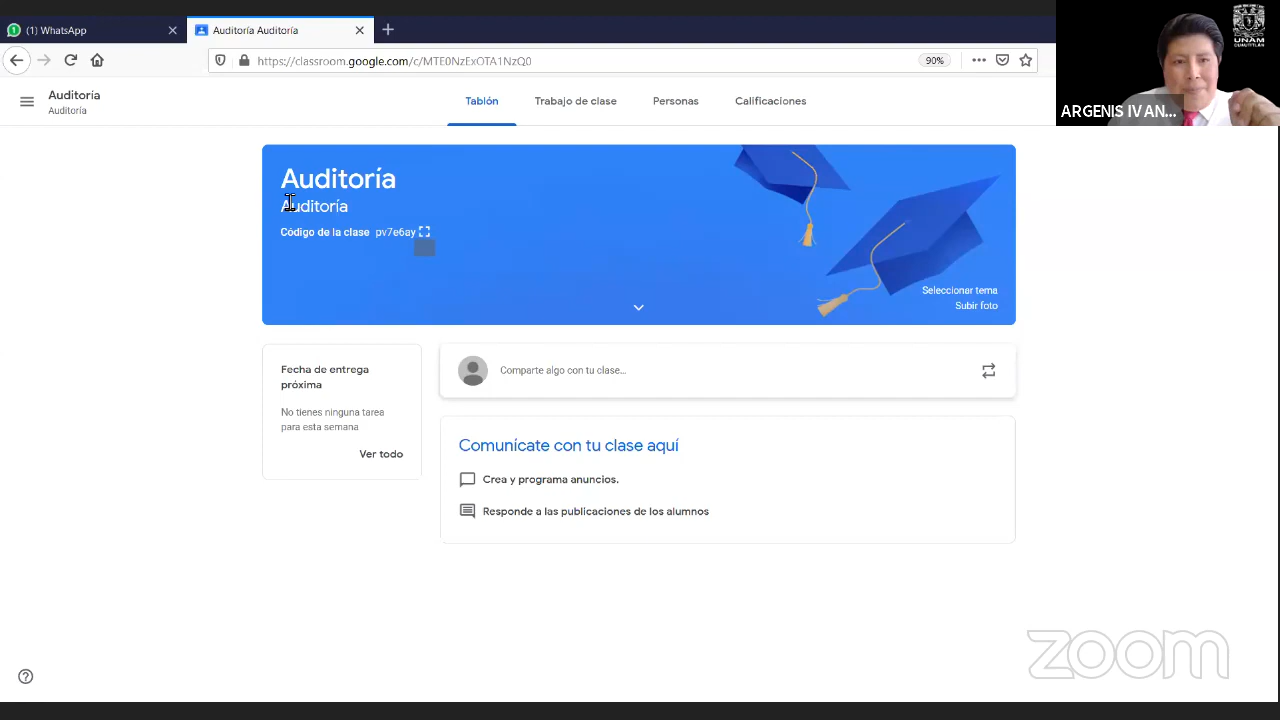 (1) WhatsApp
Auditoría Auditoría
https://classroom.google.com/c/MTE0NzExOTA1NzQ0
90%
UNAM
CUAUTITLÁN
ARGENIS IVAN...
Auditoría
Auditoría
Tablón
Trabajo de clase
Personas
Calificaciones
Auditoría
Auditoría
Código de la clase pv7e6ay
Seleccionar tema
Subir foto
Fecha de entrega
próxima
No tienes ninguna tarea
para esta semana
Ver todo
Comparte algo con tu clase...
Comunícate con tu clase aquí
Crea y programa anuncios.
Responde a las publicaciones de los alumnos
zoom